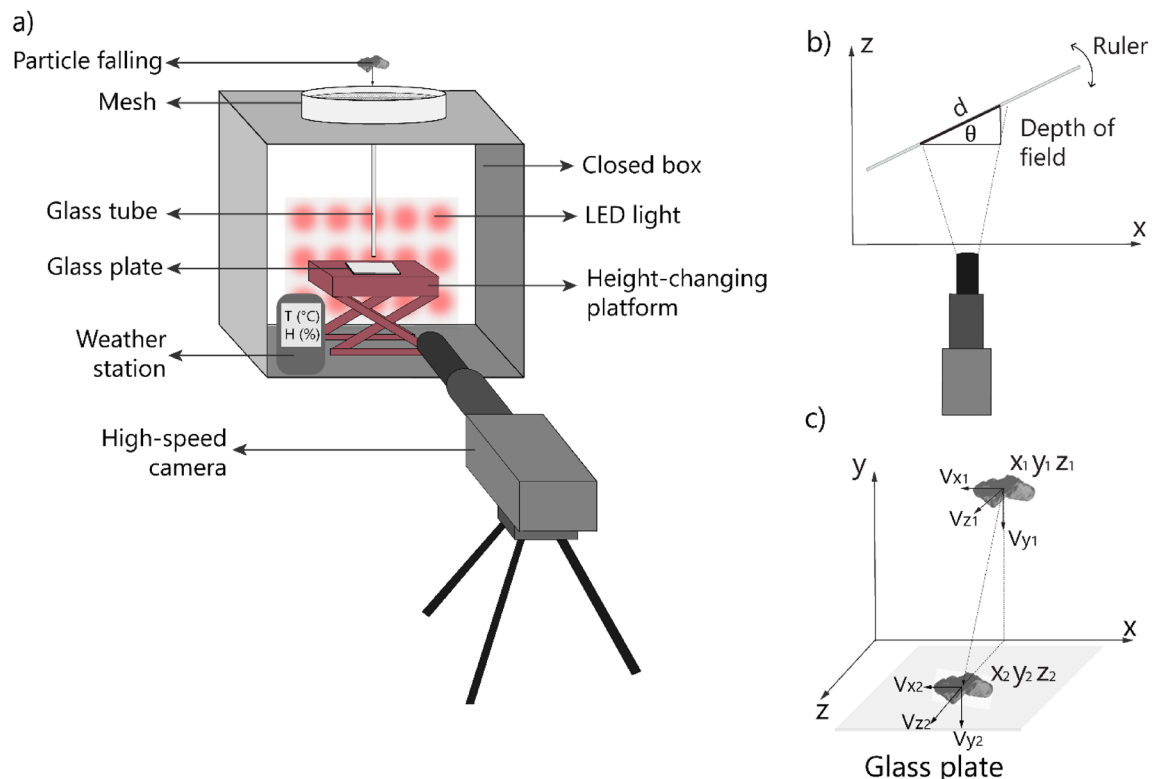 a)
Particle falling
Mesh
Closed box
Glass tube
LED light
Glass plate
Height-changing
platform
T (°C)
H (%)
Weather
station
High-speed
camera
b)
z
Ruler
d
θ
Depth of
field
x
c)
y
x₁ y₁ z₁
Vx₁
Vz₁
Vy₁
x
x₂ y₂ z₂
Vx₂
z
Vz₂
Vy₂
Glass plate